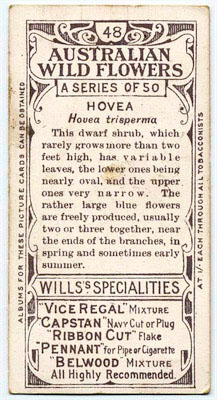 48
AUSTRALIAN
WILD FLOWERS
A SERIES OF 50
HOVEA
Hovea trisperma
This dwarf shrub, which
rarely grows more than two
feet high, has variable
leaves, the lower ones being
nearly oval, and the upper
ones very narrow. The
rather large blue flowers
are freely produced, usually
two or three together, near
the ends of the branches, in
spring and sometimes early
summer.
WILLS'S SPECIALITIES
"VICE REGAL" MIXTURE
"CAPSTAN" NAVY CUT OR PLUG
"RIBBON CUT" Flake
"PENNANT" for Pipe or Cigarette
"BELWOOD" MIXTURE
All Highly Recommended.
ALBUMS FOR THESE PICTURE CARDS CAN BE OBTAINED
AT 1/- EACH THROUGH ALL TOBACCONISTS